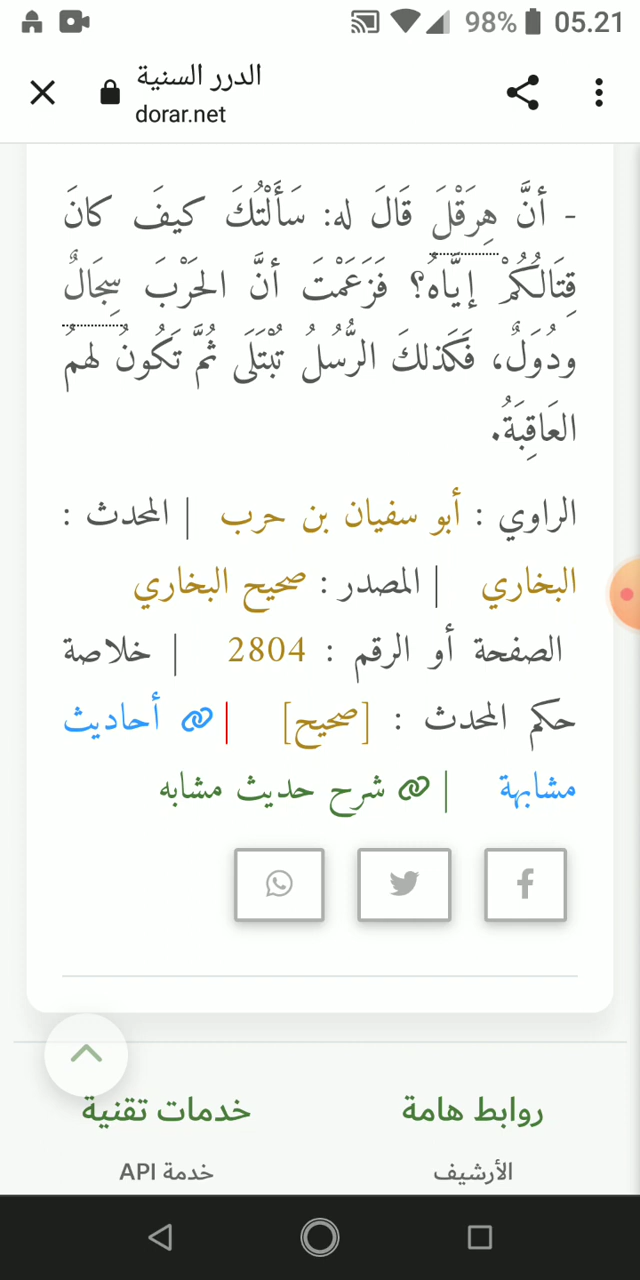 98% 05.21
الدرر السنية
dorar.net
- أنَّ هِرَقْلَ قَالَ له: سَأَلْتُكَ كيفَ كانَ
قِتَالُكُمْ إيَّاهُ؟ فَزَعَمْتَ أنَّ الحَرْبَ سِجَالٌ
ودُوَلٌ، فَكَذلكَ الرُّسُلُ تُبْتَلَى ثُمَّ تَكُونُ لهمُ
العَاقِبَةُ.
الراوي : أبو سفيان بن حرب | المحدث :
البخاري | المصدر : صحيح البخاري
الصفحة أو الرقم : 2804 | خلاصة
حكم المحدث : [صحيح] | أحاديث
مشابهة | شرح حديث مشابه
روابط هامة خدمات تقنية
الأرشيف خدمة API